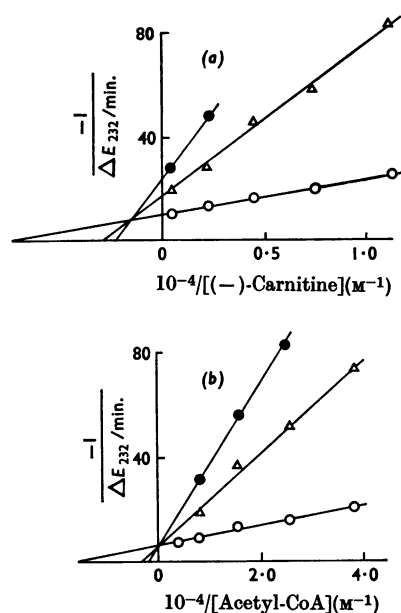 (a)
80
40
-1
ΔE232/min.
0 0·5 1·0
10-4/[(−)-Carnitine](M-1)
(b)
80
40
-1
ΔE232/min.
0 2·0 4·0
10-4/[Acetyl-CoA](M-1)